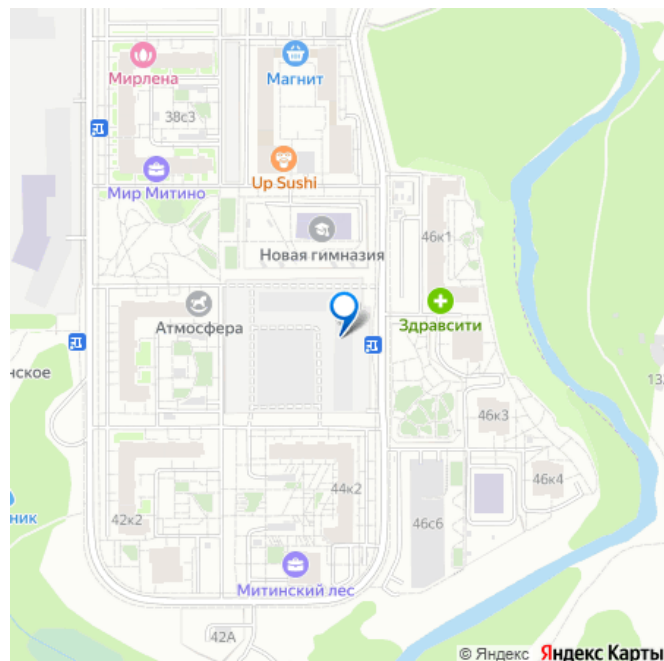 Мирлена
Магнит
38с3
Мир Митино
Up Sushi
Новая гимназия
46к1
Атмосфера
Здравсити
нское
13
46к3
44к2
46к4
42к2
46с6
ник
Митинский лес
42А
© Яндекс Яндекс Карты